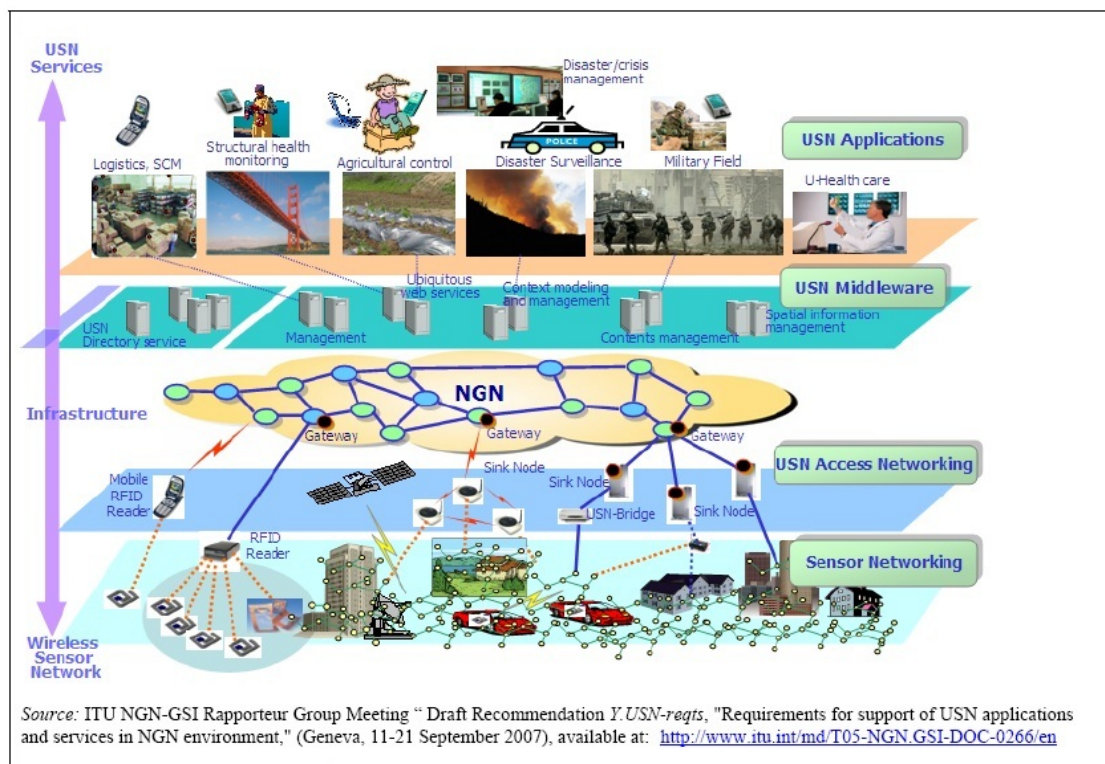 USN
Services
Disaster/crisis
management
Structural health
monitoring
POLICE
USN Applications
Logistics, SCM
Agricultural control
Disaster Surveillance
Military Field
U-Health care
Ubiquitous
web services
Context modeling
and management
USN Middleware
USN
Directory service
Management
Contents management
Spatial information
management
NGN
Infrastructure
Gateway
Gateway
Gateway
Mobile
RFID
Reader
Sink Node
Sink Node
USN-Bridge
Sink Node
USN Access Networking
RFID
Reader
Sensor Networking
Wireless
Sensor
Network
Source: ITU NGN-GSI Rapporteur Group Meeting “ Draft Recommendation Y.USN-reqts, "Requirements for support of USN applications
and services in NGN environment," (Geneva, 11-21 September 2007), available at: http://www.itu.int/md/T05-NGN.GSI-DOC-0266/en